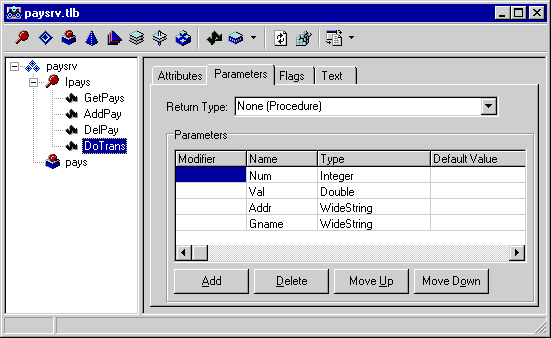 paysrv.tlb
paysrv
Ipays
GetPays
AddPay
DelPay
DoTrans
pays
Attributes Parameters Flags Text
Return Type: None (Procedure)
Parameters
Modifier Name Type Default Value
Num Integer
Val Double
Addr WideString
Gname WideString
Add Delete Move Up Move Down